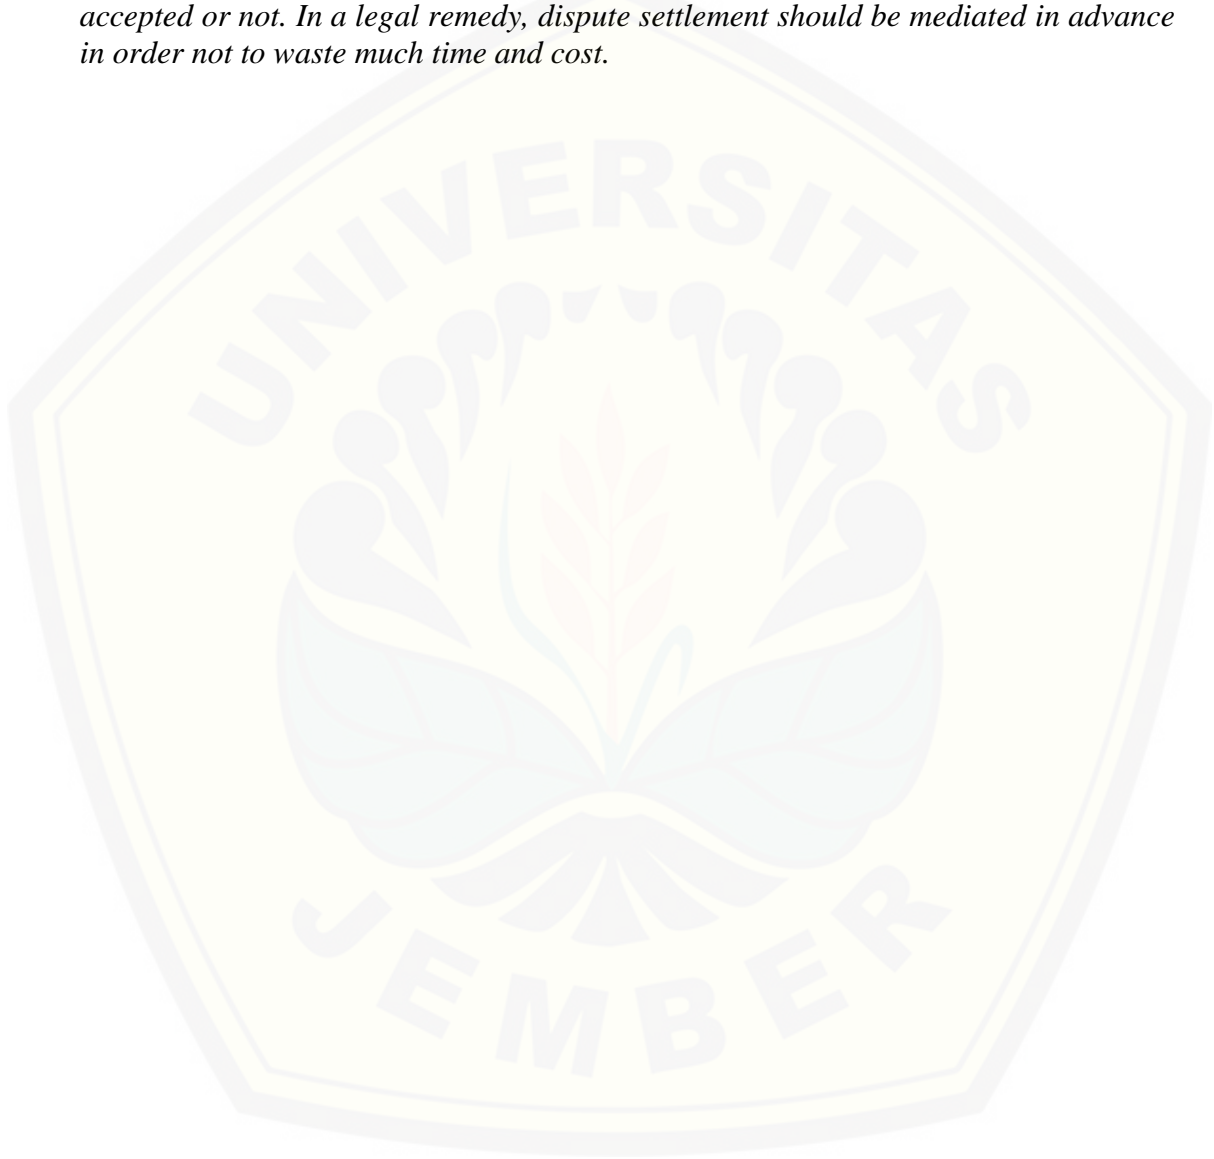 accepted or not. In a legal remedy, dispute settlement should be mediated in advance
in order not to waste much time and cost.
UNIVERSITAS
JEMBER